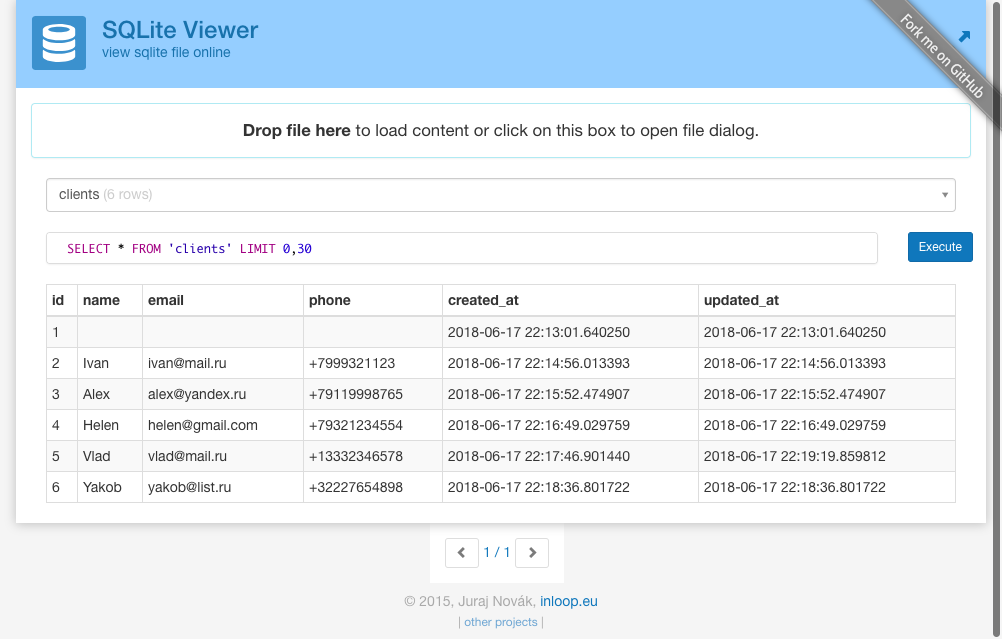 SQLite Viewer
view sqlite file online
Fork me on GitHub
Drop file here to load content or click on this box to open file dialog.
clients (6 rows)
SELECT * FROM 'clients' LIMIT 0,30
Execute
id name email phone created_at updated_at
1 2018-06-17 22:13:01.640250 2018-06-17 22:13:01.640250
2 Ivan ivan@mail.ru +7999321123 2018-06-17 22:14:56.013393 2018-06-17 22:14:56.013393
3 Alex alex@yandex.ru +79119998765 2018-06-17 22:15:52.474907 2018-06-17 22:15:52.474907
4 Helen helen@gmail.com +79321234554 2018-06-17 22:16:49.029759 2018-06-17 22:16:49.029759
5 Vlad vlad@mail.ru +13332346578 2018-06-17 22:17:46.901440 2018-06-17 22:19:19.859812
6 Yakob yakob@list.ru +32227654898 2018-06-17 22:18:36.801722 2018-06-17 22:18:36.801722
1 / 1
© 2015, Juraj Novák, inloop.eu
| other projects |